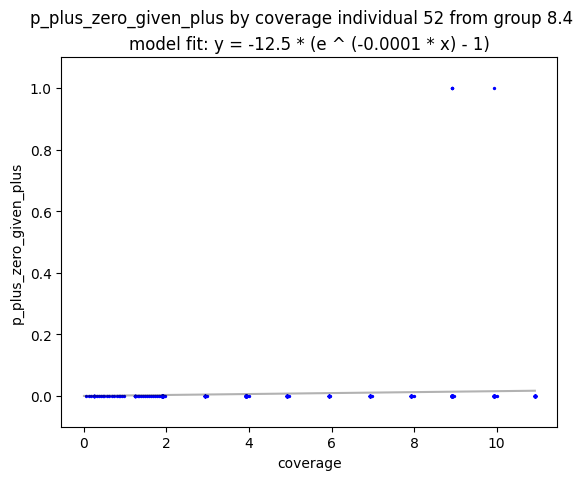 p_plus_zero_given_plus by coverage individual 52 from group 8.4
model fit: y = -12.5 * (e ^ (-0.0001 * x) - 1)
1.0
0.8
0.6
0.4
0.2
0.0
p_plus_zero_given_plus
0 2 4 6 8 10
coverage